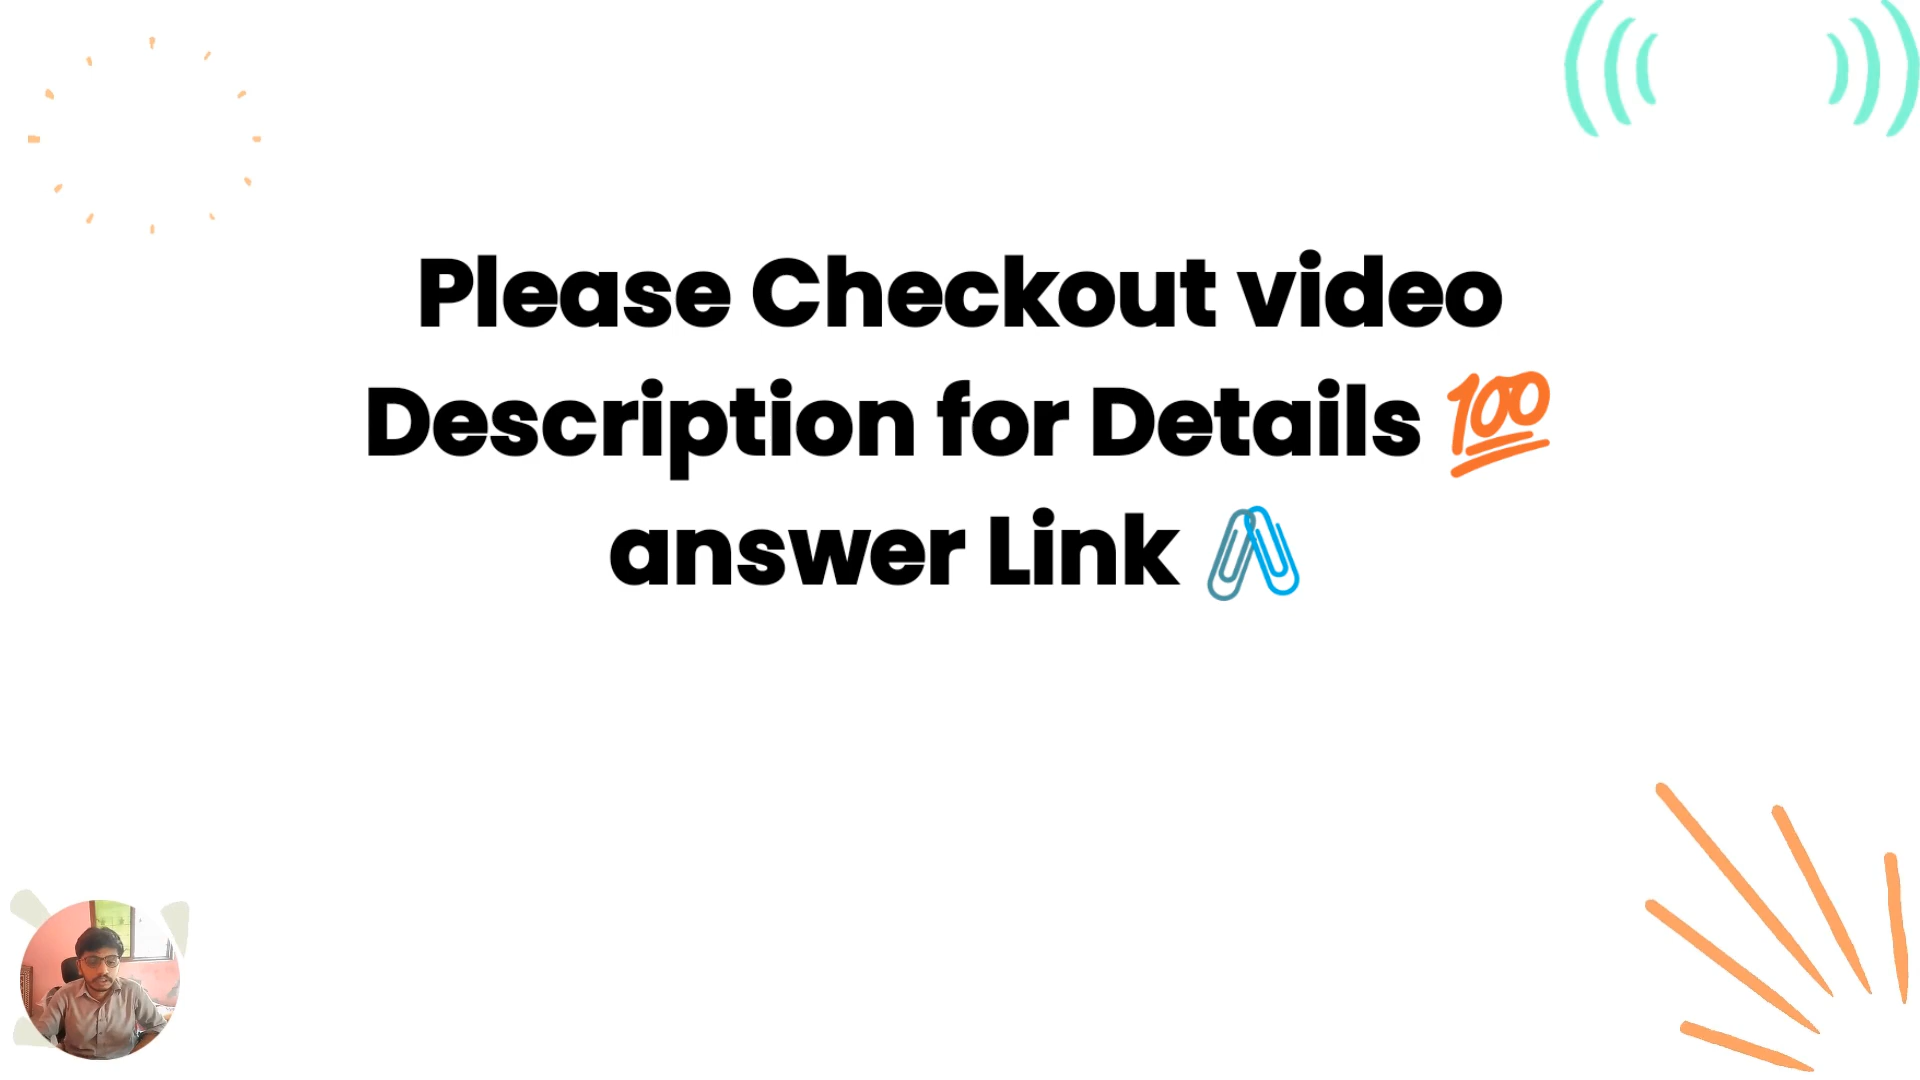 Please Checkout video
Description for Details 💯
answer Link 🖇